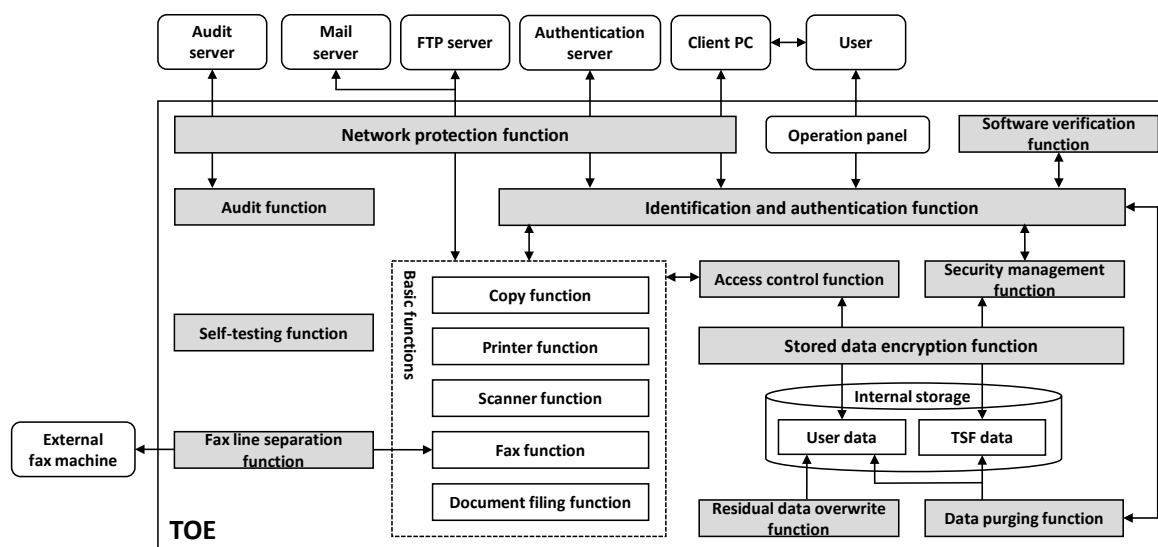 Audit
server
Mail
server
FTP server
Authentication
server
Client PC
User
Network protection function
Operation panel
Software verification
function
Audit function
Identification and authentication function
Basic functions
Copy function
Access control function
Security management
function
Self-testing function
Printer function
Stored data encryption function
Scanner function
Internal storage
External
fax machine
Fax line separation
function
Fax function
User data
TSF data
Document filing function
Residual data overwrite
function
Data purging function
TOE